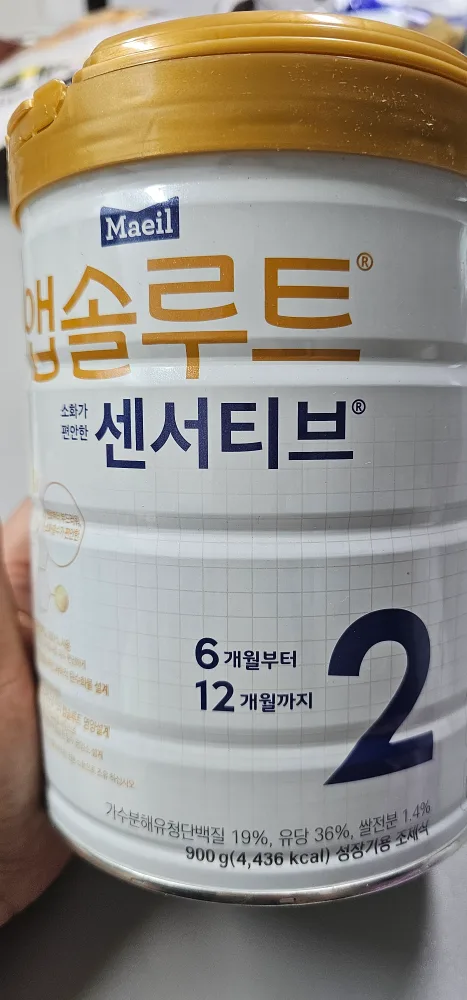 Maeil
앱솔루트®
소화가
편안한
센서티브®
6개월부터
12개월까지
2
가수분해유청단백질 19%, 유당 36%, 쌀전분 1.4%
900 g(4,436 kcal) 성장기용 조제식